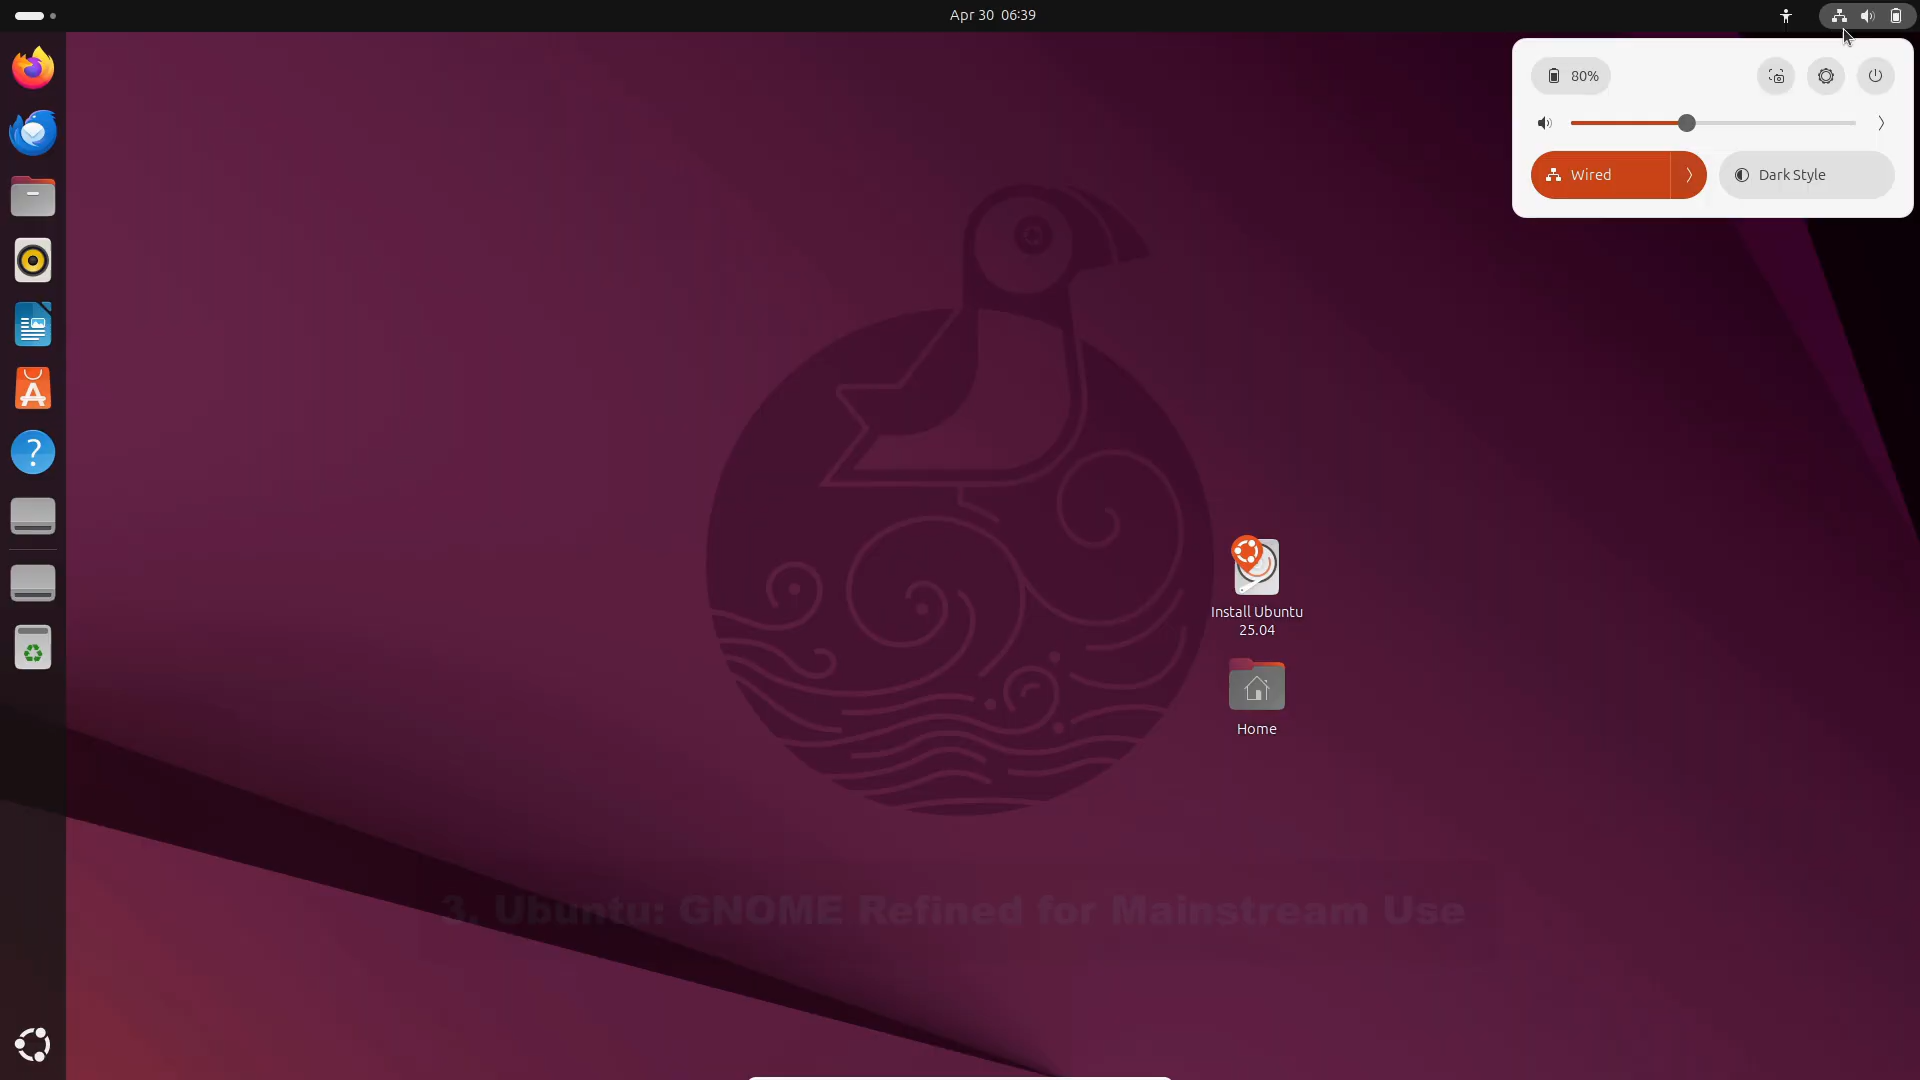 Apr 30 06:39
80%
Wired
Dark Style
Install Ubuntu
25.04
Home
3. Ubuntu: GNOME Refined for Mainstream Use